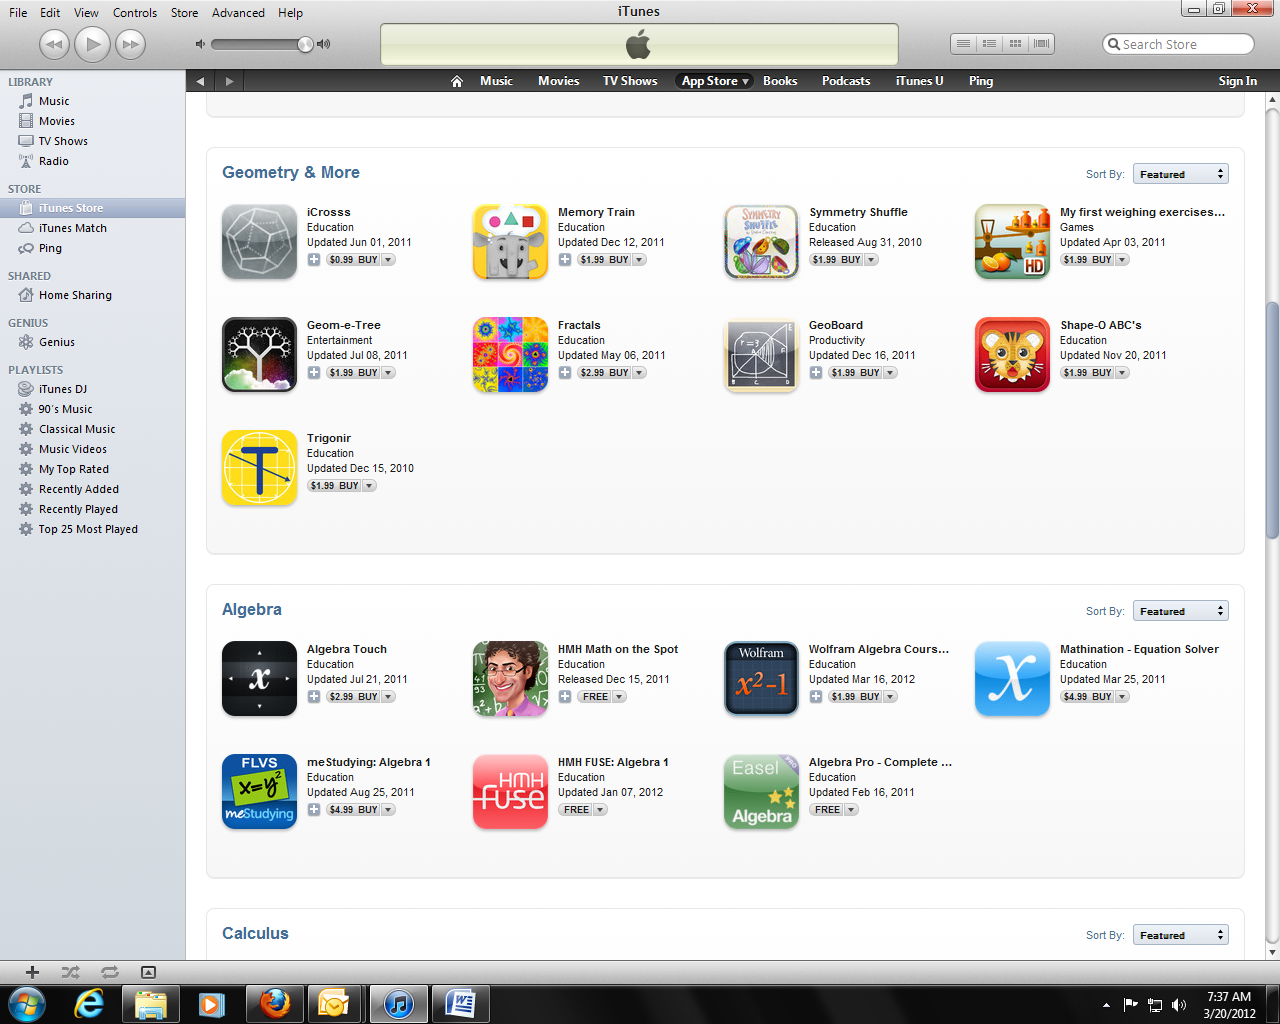 iTunes
File Edit View Controls Store Advanced Help
Search Store
Music Movies TV Shows App Store Books Podcasts iTunes U Ping Sign In
LIBRARY
Music
Movies
TV Shows
Radio
STORE
iTunes Store
iTunes Match
Ping
SHARED
Home Sharing
GENIUS
Genius
PLAYLISTS
iTunes DJ
90's Music
Classical Music
Music Videos
My Top Rated
Recently Added
Recently Played
Top 25 Most Played
Geometry & More
Sort By: Featured
iCrosss
Education
Updated Jun 01, 2011
$0.99 BUY
Memory Train
Education
Updated Dec 12, 2011
$1.99 BUY
SYMMETRY
SHUFFLE
Symmetry Shuffle
Education
Released Aug 31, 2010
$1.99 BUY
HD
My first weighing exercises...
Games
Updated Apr 03, 2011
$1.99 BUY
Geom-e-Tree
Entertainment
Updated Jul 08, 2011
$1.99 BUY
Fractals
Education
Updated May 06, 2011
$2.99 BUY
GeoBoard
Productivity
Updated Dec 16, 2011
$1.99 BUY
Shape-O ABC's
Education
Updated Nov 20, 2011
$1.99 BUY
T
Trigonir
Education
Updated Dec 15, 2010
$1.99 BUY
Algebra
Sort By: Featured
x
Algebra Touch
Education
Updated Jul 21, 2011
$2.99 BUY
HMH Math on the Spot
Education
Released Dec 15, 2011
FREE
Wolfram
x²-1
Wolfram Algebra Cours...
Education
Updated Mar 16, 2012
$1.99 BUY
x
Mathination - Equation Solver
Education
Updated Mar 25, 2011
$4.99 BUY
FLVS
x=y²
meStudying
meStudying: Algebra 1
Education
Updated Aug 25, 2011
$4.99 BUY
HMH
fuse
HMH FUSE: Algebra 1
Education
Updated Jan 07, 2012
FREE
Easel
PRO
Algebra
Algebra Pro - Complete ...
Education
Updated Feb 16, 2011
FREE
Calculus
Sort By: Featured
7:37 AM
3/20/2012